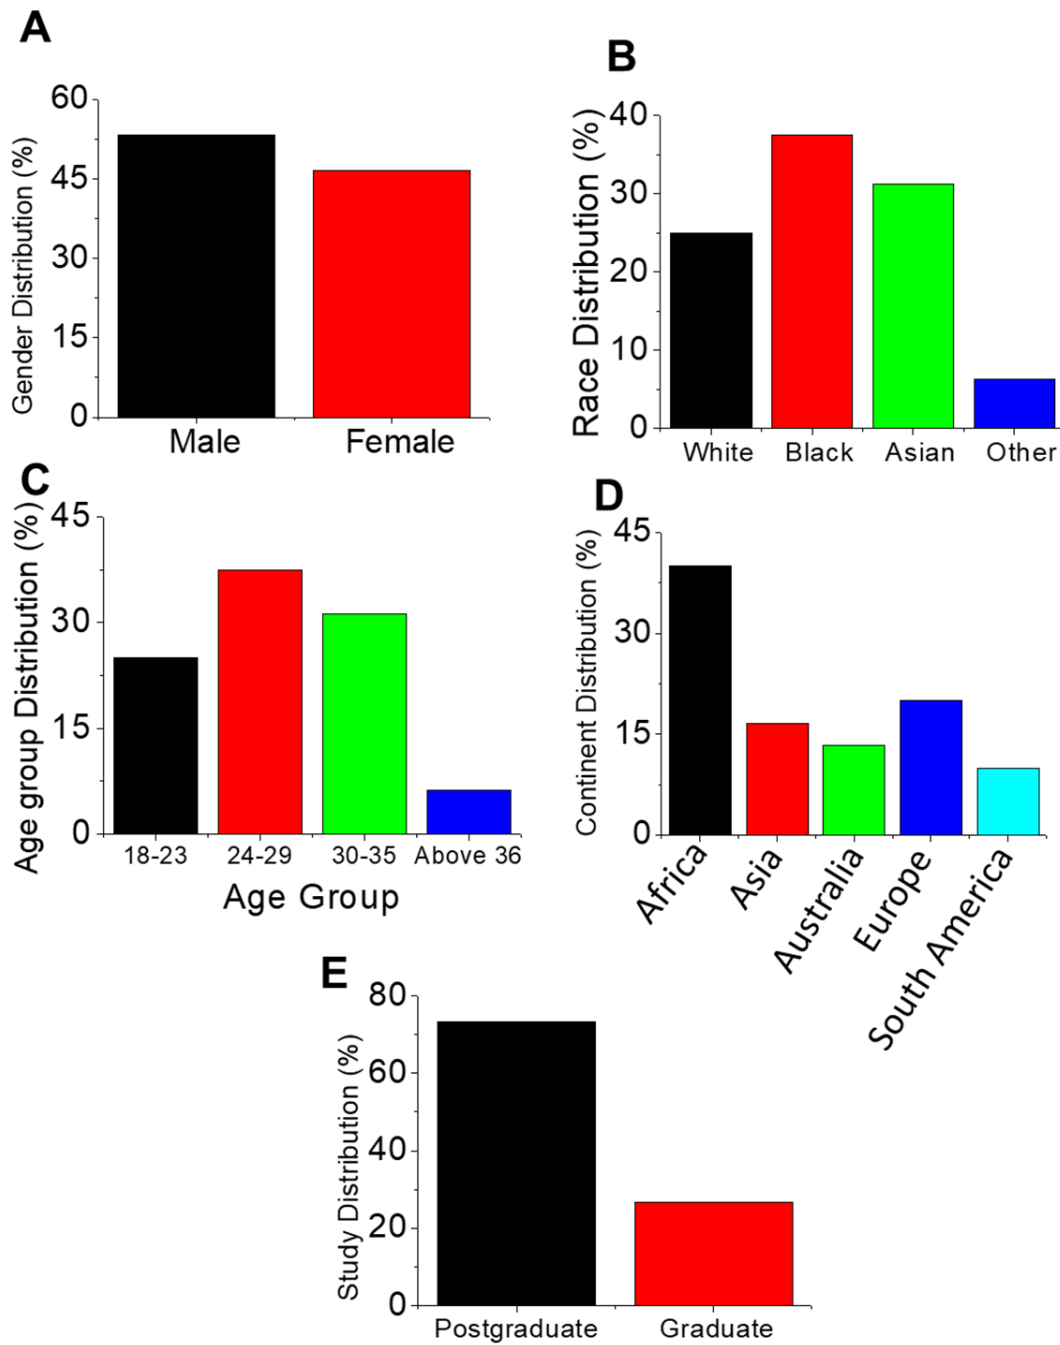 A
Gender Distribution (%)
60
45
30
15
0
Male Female
B
Race Distribution (%)
40
30
20
10
0
White Black Asian Other
C
Age group Distribution (%)
45
30
15
0
18-23 24-29 30-35 Above 36
Age Group
D
Continent Distribution (%)
45
30
15
0
Africa
Asia
Australia
Europe
South America
E
Study Distribution (%)
80
60
40
20
0
Postgraduate Graduate